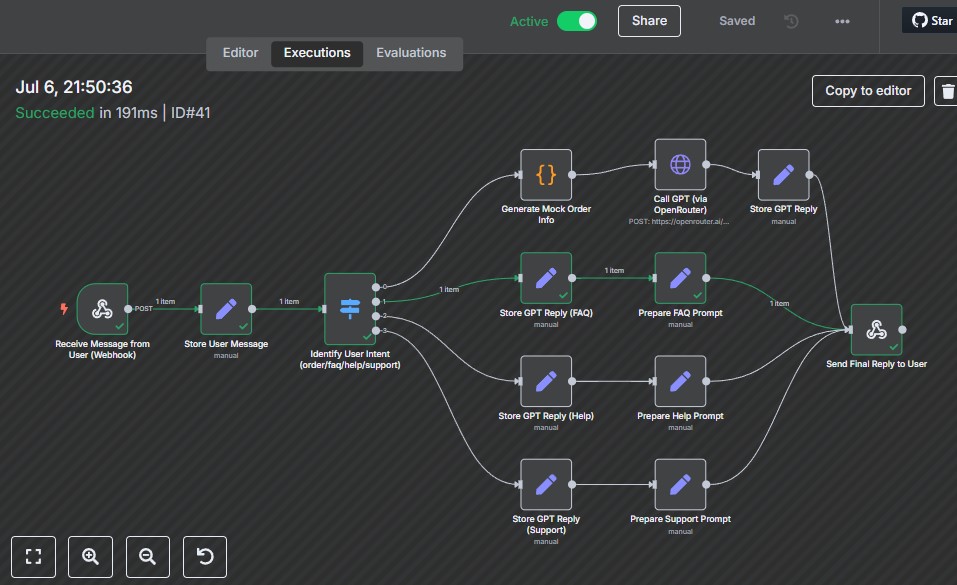 Active
Share
Saved
Star
Editor
Executions
Evaluations
Jul 6, 21:50:36
Succeeded in 191ms | ID#41
Copy to editor
{}
Generate Mock Order
Info
Call GPT (via
OpenRouter)
POST: https://openrouter.ai/...
Store GPT Reply
manual
0
1
2
3
POST
1 item
1 item
1 item
1 item
1 item
Receive Message from
User (Webhook)
Store User Message
manual
Identify User Intent
(order/faq/help/support)
Store GPT Reply (FAQ)
manual
Prepare FAQ Prompt
manual
Send Final Reply to User
Store GPT Reply (Help)
manual
Prepare Help Prompt
manual
Store GPT Reply
(Support)
manual
Prepare Support Prompt
manual